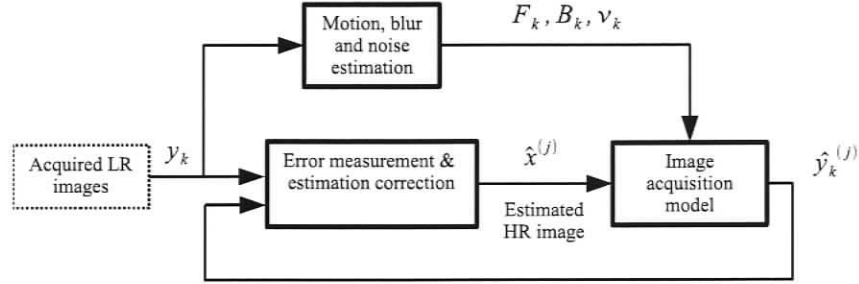 Motion, blur
and noise
estimation
F_k, B_k, ν_k
Acquired LR
images
y_k
Error measurement &
estimation correction
x̂^(j)
Estimated
HR image
Image
acquisition
model
ŷ_k^(j)